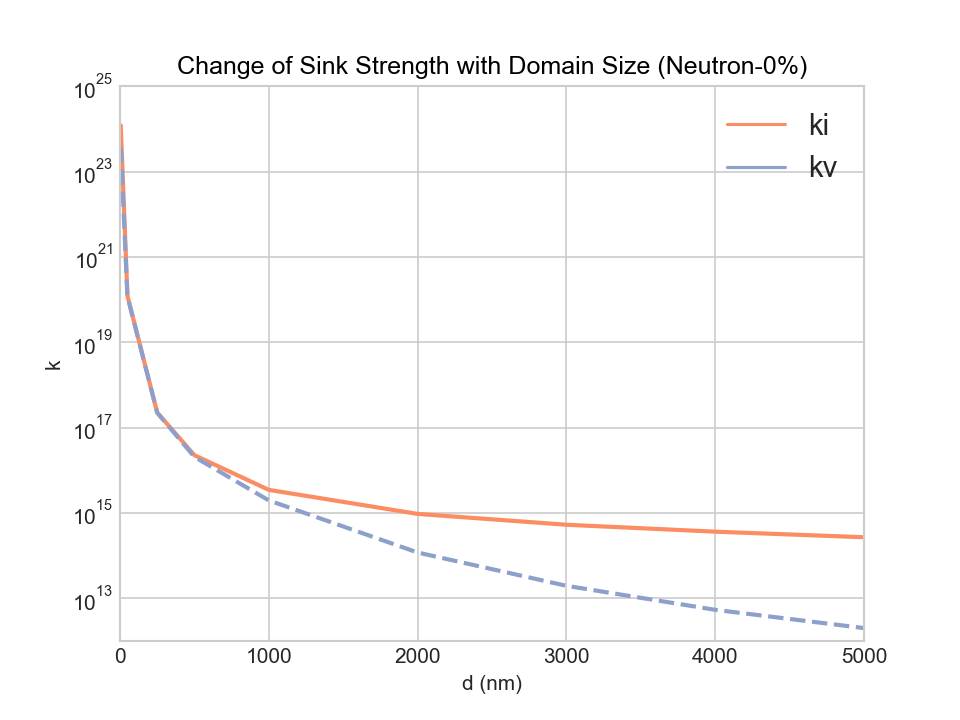 Change of Sink Strength with Domain Size (Neutron-0%)
10^25
10^23
10^21
10^19
10^17
10^15
10^13
k
ki
kv
0 1000 2000 3000 4000 5000
d (nm)